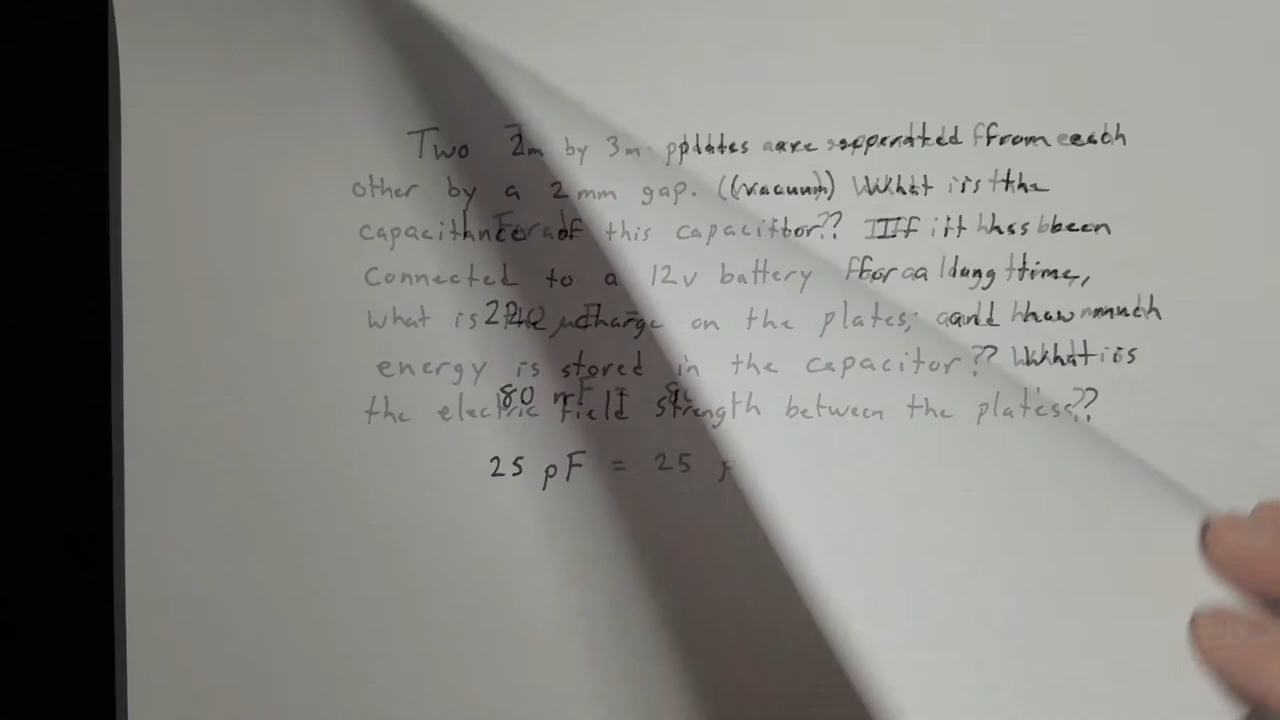 Two 2m by 3m plates are seperated from each
other by a 2mm gap. (vacuum) What is the
capacitance of this capacitor? If it has been
connected to a 12v battery for a long time,
what is the charge on the plates, and how much
energy is stored in the capacitor? What is
the electric field strength between the plates?
25 pF = 25